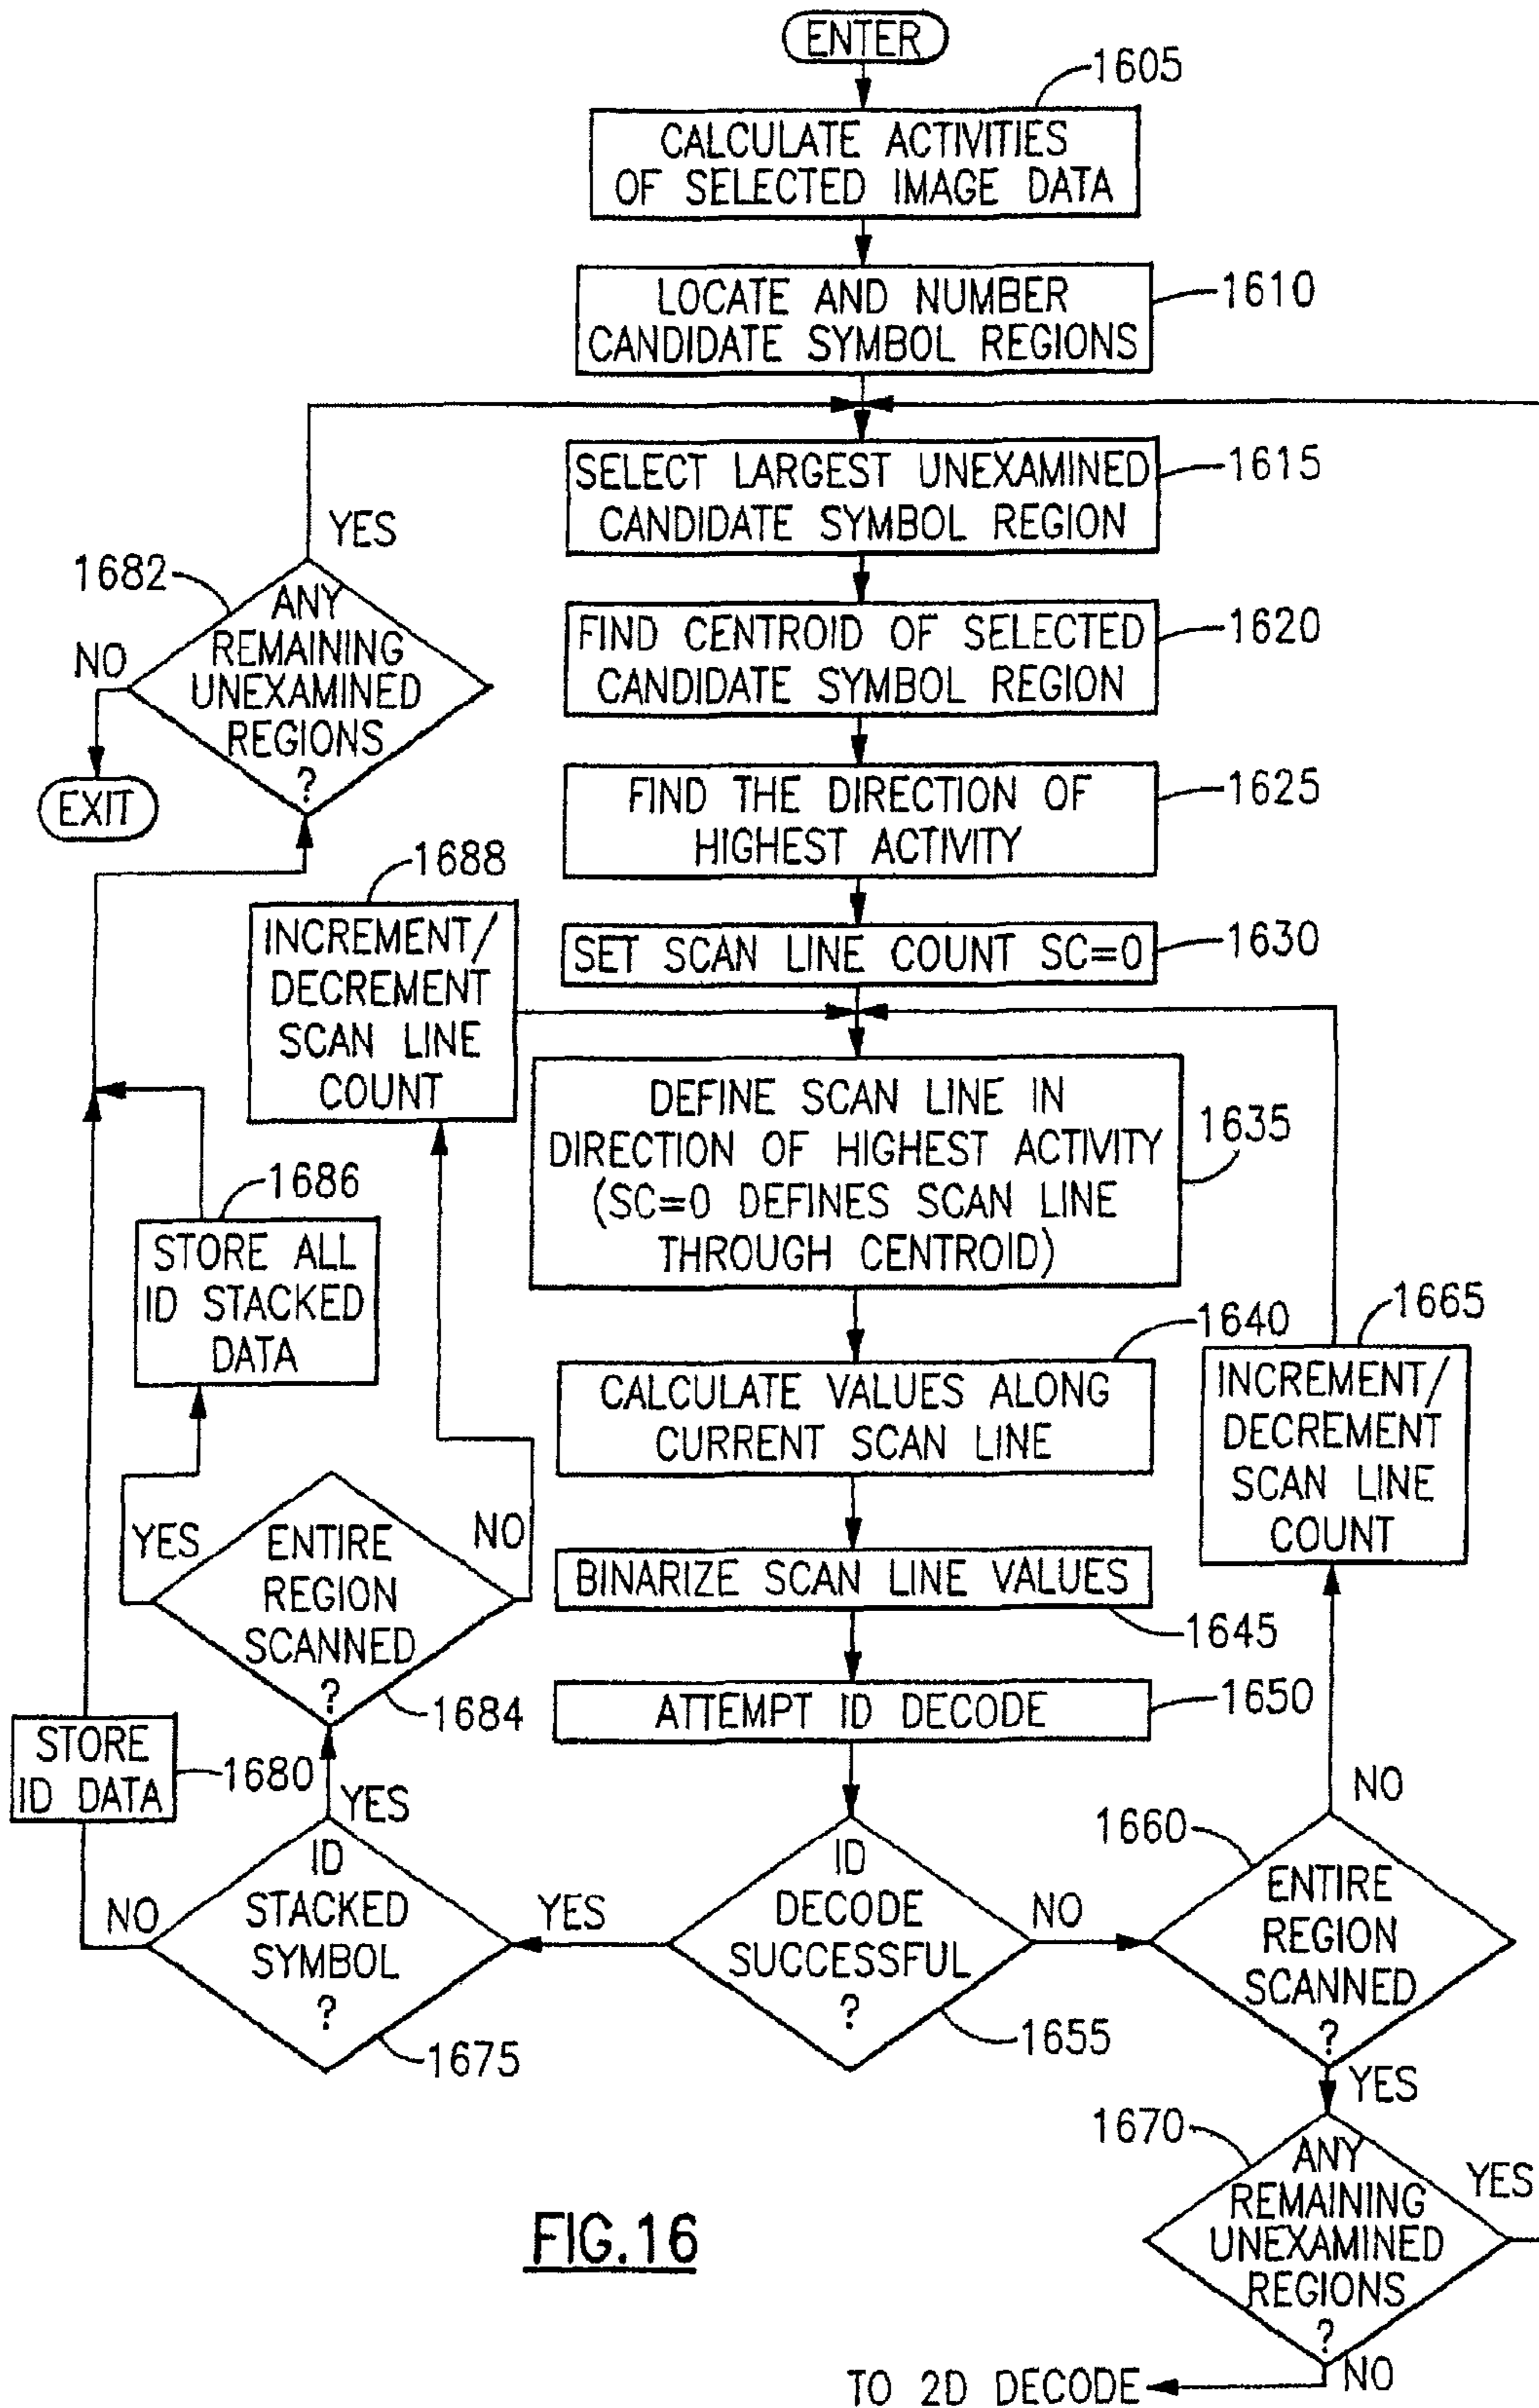 ENTER
1605
CALCULATE ACTIVITIES
OF SELECTED IMAGE DATA
LOCATE AND NUMBER
CANDIDATE SYMBOL REGIONS
1610
SELECT LARGEST UNEXAMINED
CANDIDATE SYMBOL REGION
1615
YES
1682
ANY
REMAINING
UNEXAMINED
REGIONS
?
NO
EXIT
FIND CENTROID OF SELECTED
CANDIDATE SYMBOL REGION
1620
FIND THE DIRECTION OF
HIGHEST ACTIVITY
1625
1688
INCREMENT/
DECREMENT
SCAN LINE
COUNT
SET SCAN LINE COUNT SC=0
1630
DEFINE SCAN LINE IN
DIRECTION OF HIGHEST ACTIVITY
(SC=0 DEFINES SCAN LINE
THROUGH CENTROID)
1635
1686
STORE ALL
ID STACKED
DATA
1640
CALCULATE VALUES ALONG
CURRENT SCAN LINE
1665
INCREMENT/
DECREMENT
SCAN LINE
COUNT
YES
ENTIRE
REGION
SCANNED
?
NO
1684
BINARIZE SCAN LINE VALUES
1645
ATTEMPT ID DECODE
1650
STORE
ID DATA
1680
YES
NO
ID
STACKED
SYMBOL
?
1675
YES
ID
DECODE
SUCCESSFUL
?
1655
NO
NO
1660
ENTIRE
REGION
SCANNED
?
YES
1670
ANY
REMAINING
UNEXAMINED
REGIONS
?
YES
NO
TO 2D DECODE
FIG.16